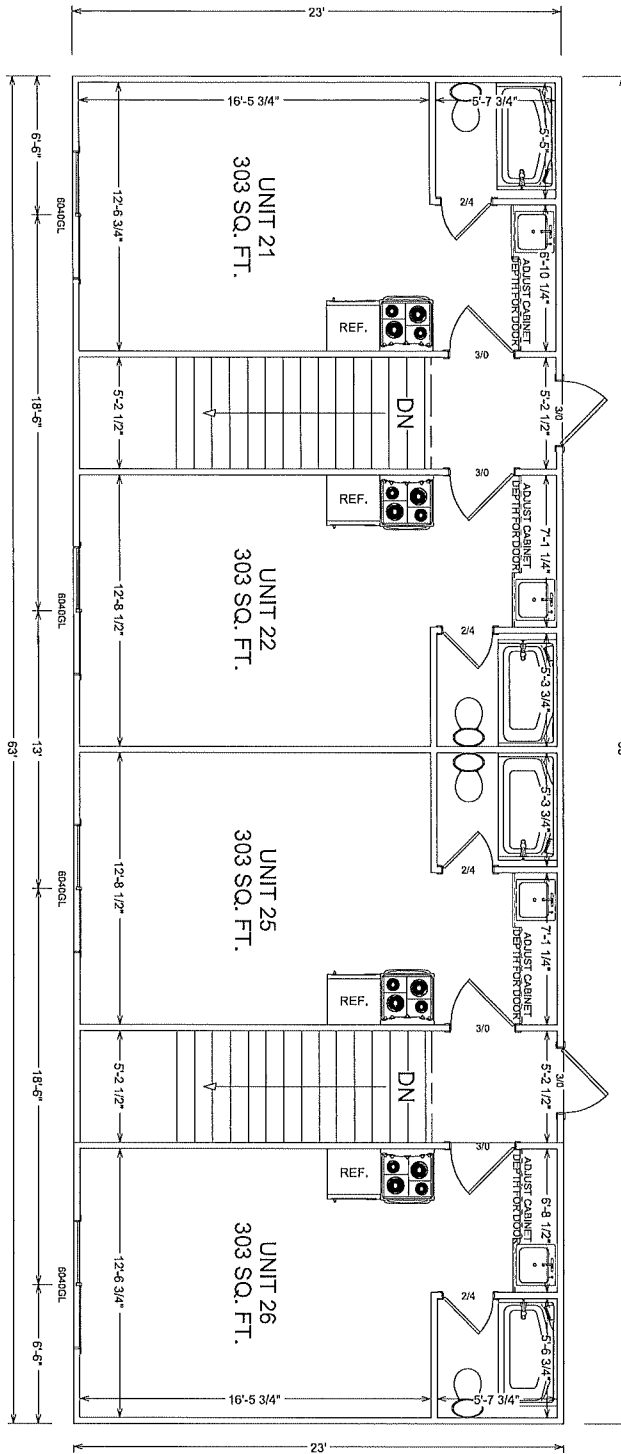 23'
6'-6"
18'-6"
13'
18'-6"
6'-6"
63'
6040GL
6040GL
6040GL
6040GL
16'-5 3/4"
5'-7 3/4"
5'-5"
12'-6 3/4"
UNIT 21
303 SQ. FT.
2/4
6'-10 1/4"
ADJUST CABINET
DEPTH FOR DOOR
REF.
3/0
5'-2 1/2"
DN
5'-2 1/2"
3/0
3/0
REF.
ADJUST CABINET
DEPTH FOR DOOR
7'-1 1/4"
12'-8 1/2"
UNIT 22
303 SQ. FT.
2/4
5'-3 3/4"
5'-3 3/4"
12'-8 1/2"
UNIT 25
303 SQ. FT.
2/4
7'-1 1/4"
ADJUST CABINET
DEPTH FOR DOOR
REF.
3/0
5'-2 1/2"
DN
5'-2 1/2"
3/0
3/0
REF.
ADJUST CABINET
DEPTH FOR DOOR
6'-8 1/2"
12'-6 3/4"
UNIT 26
303 SQ. FT.
2/4
5'-6 3/4"
16'-5 3/4"
5'-7 3/4"
23'